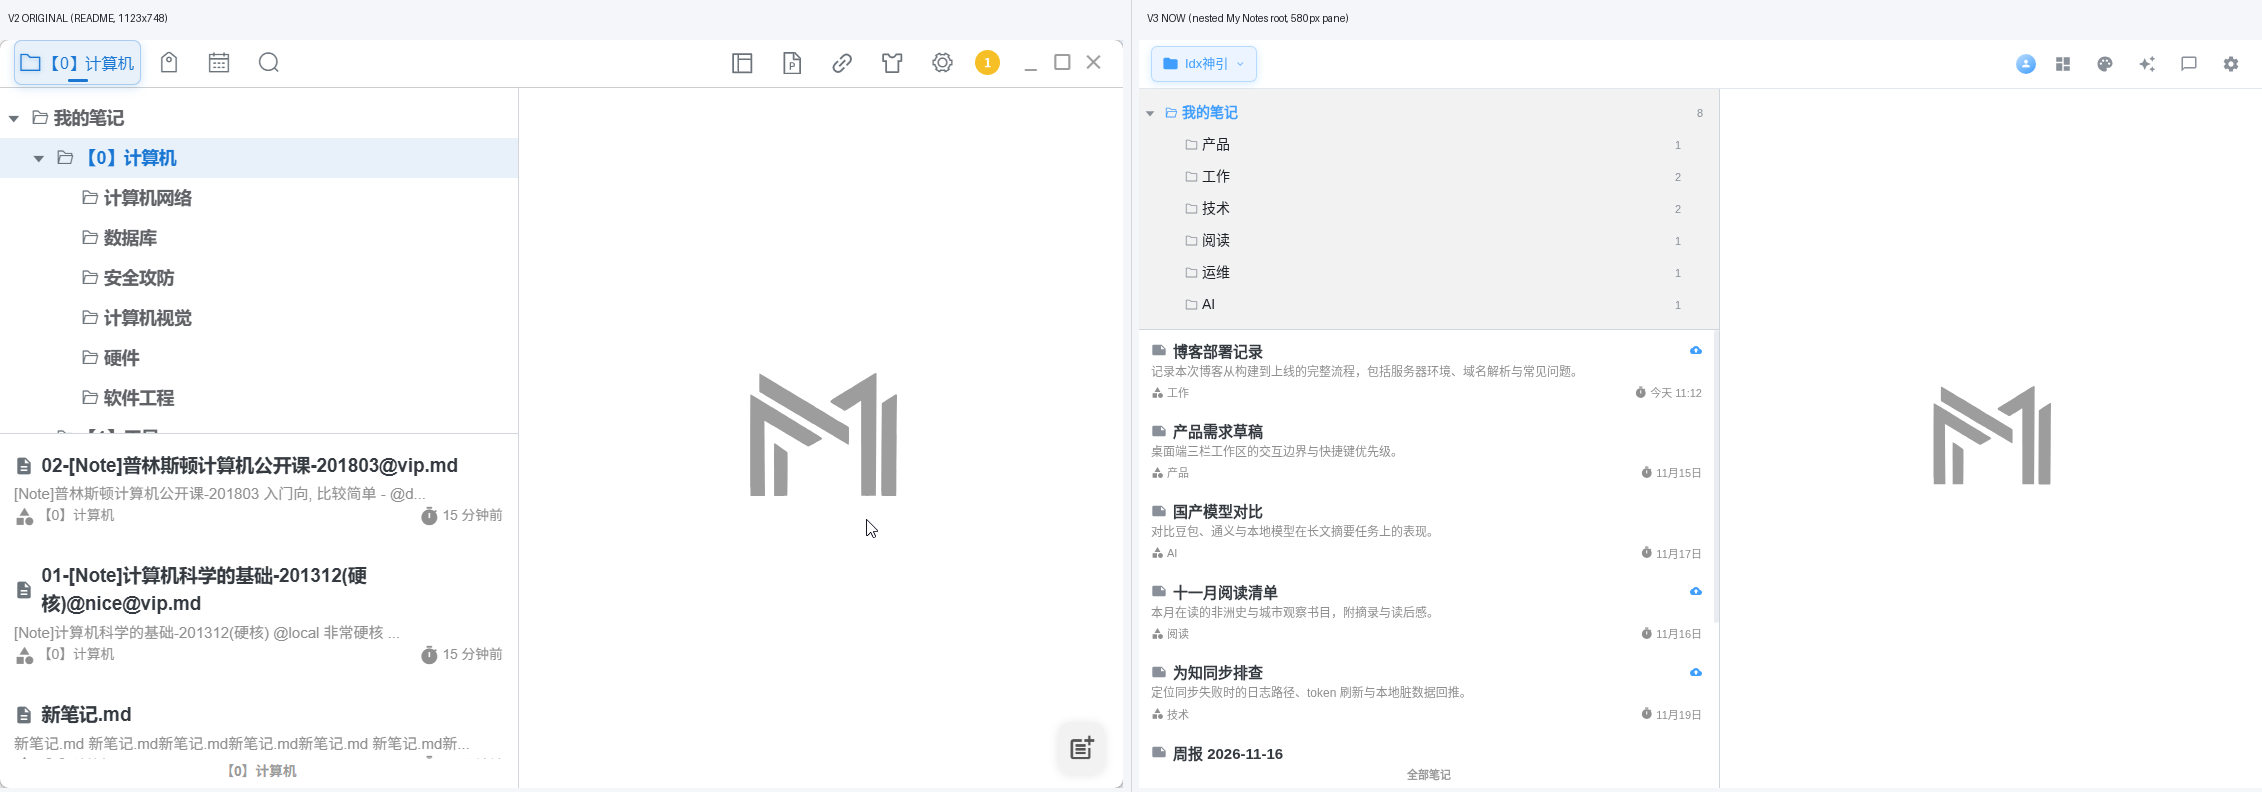 V2 ORIGINAL (README, 1123x748)
【0】计算机
P
1
我的笔记
【0】计算机
计算机网络
数据库
安全攻防
计算机视觉
硬件
软件工程
02-[Note]普林斯顿计算机公开课-201803@vip.md
[Note]普林斯顿计算机公开课-201803 入门向, 比较简单 - @d...
【0】计算机
15 分钟前
01-[Note]计算机科学的基础-201312(硬
核)@nice@vip.md
[Note]计算机科学的基础-201312(硬核) @local 非常硬核 ...
【0】计算机
15 分钟前
新笔记.md
新笔记.md 新笔记.md新笔记.md新笔记.md新笔记.md 新笔记.md新...
【0】计算机
V3 NOW (nested My Notes root, 580px pane)
Idx神引
我的笔记 8
产品 1
工作 2
技术 2
阅读 1
运维 1
AI 1
博客部署记录
记录本次博客从构建到上线的完整流程，包括服务器环境、域名解析与常见问题。
工作 今天 11:12
产品需求草稿
桌面端三栏工作区的交互边界与快捷键优先级。
产品 11月15日
国产模型对比
对比豆包、通义与本地模型在长文摘要任务上的表现。
AI 11月17日
十一月阅读清单
本月在读的非洲史与城市观察书目，附摘录与读后感。
阅读 11月16日
为知同步排查
定位同步失败时的日志路径、token 刷新与本地脏数据回推。
技术 11月19日
周报 2026-11-16
全部笔记